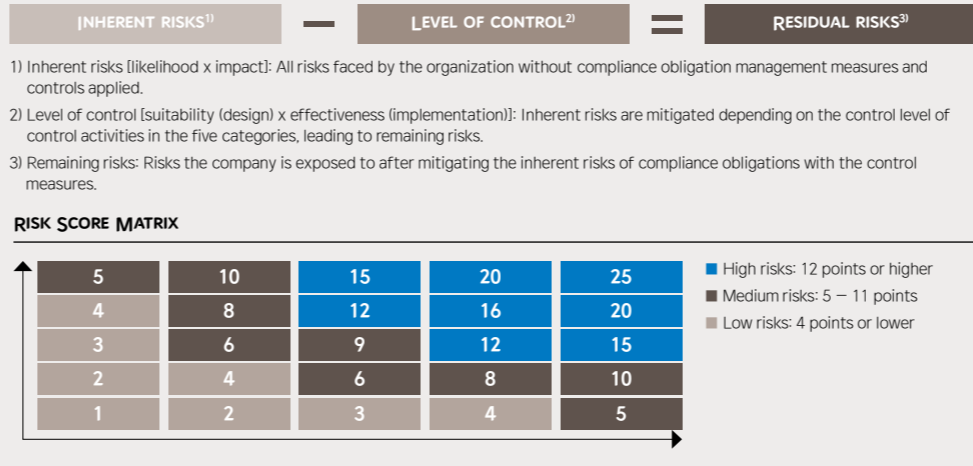 INHERENT RISKS1) − LEVEL OF CONTROL2) = RESIDUAL RISKS3)
1) Inherent risks [likelihood x impact]: All risks faced by the organization without compliance obligation management measures and
controls applied.
2) Level of control [suitability (design) x effectiveness (implementation)]: Inherent risks are mitigated depending on the control level of
control activities in the five categories, leading to remaining risks.
3) Remaining risks: Risks the company is exposed to after mitigating the inherent risks of compliance obligations with the control
measures.
RISK SCORE MATRIX
5 10 15 20 25
4 8 12 16 20
3 6 9 12 15
2 4 6 8 10
1 2 3 4 5
High risks: 12 points or higher
Medium risks: 5 − 11 points
Low risks: 4 points or lower